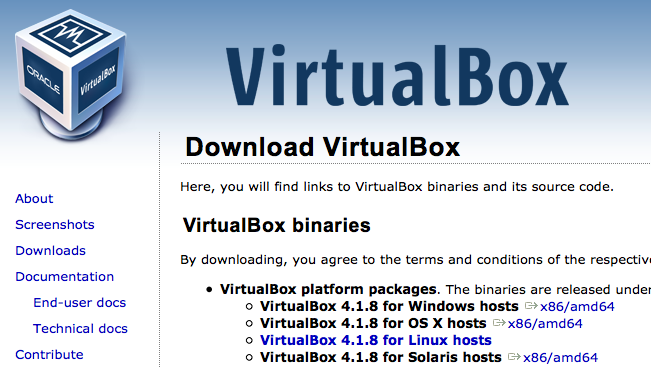 ORACLE
VirtualBox
VirtualBox
Download VirtualBox
Here, you will find links to VirtualBox binaries and its source code.
VirtualBox binaries
By downloading, you agree to the terms and conditions of the respective
• VirtualBox platform packages. The binaries are released under
○ VirtualBox 4.1.8 for Windows hosts x86/amd64
○ VirtualBox 4.1.8 for OS X hosts x86/amd64
○ VirtualBox 4.1.8 for Linux hosts
○ VirtualBox 4.1.8 for Solaris hosts x86/amd64
About
Screenshots
Downloads
Documentation
End-user docs
Technical docs
Contribute